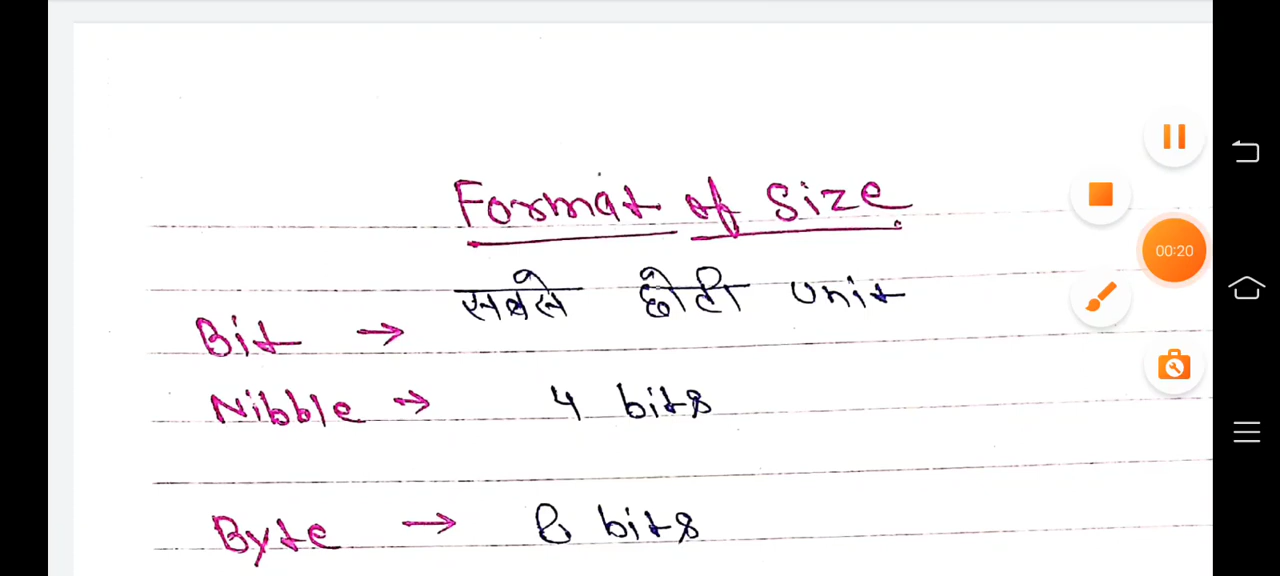 Format of Size
सबसे छोटी unit
Bit →
Nibble → 4 bits
Byte → 8 bits
00:20